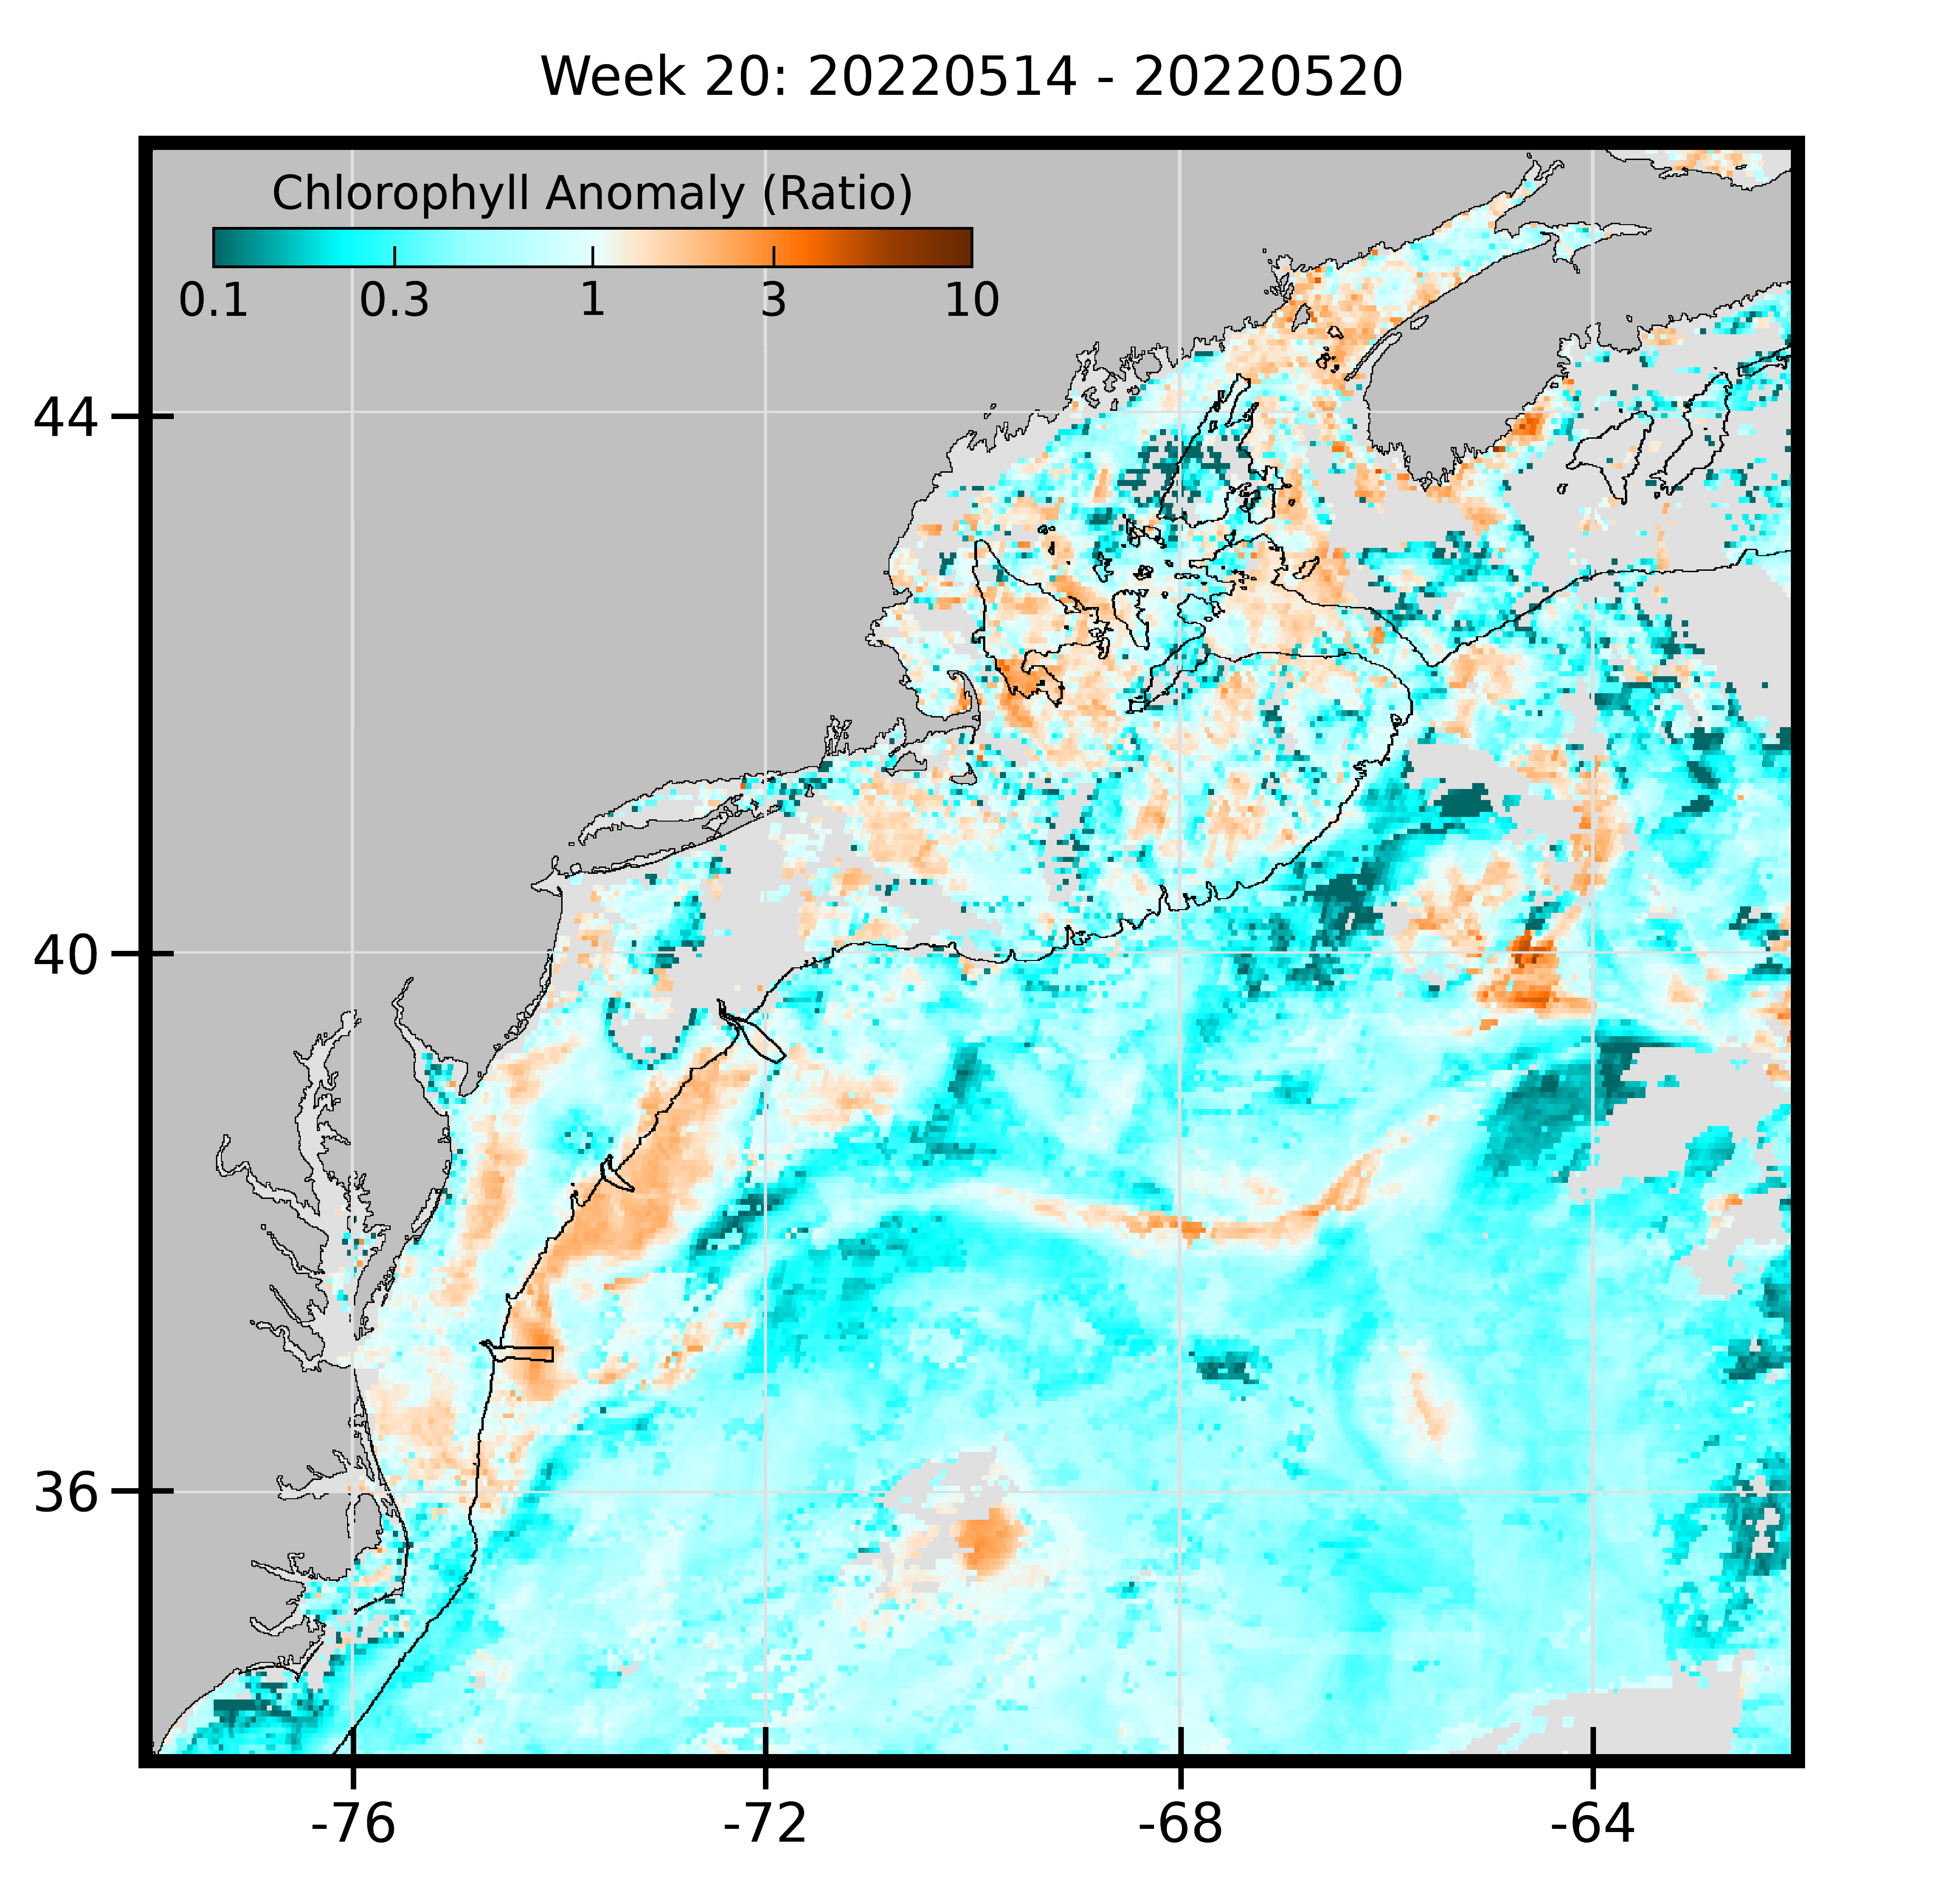 Week 20: 20220514 - 20220520
Chlorophyll Anomaly (Ratio)
0.1 0.3 1 3 10
44
40
36
-76 -72 -68 -64